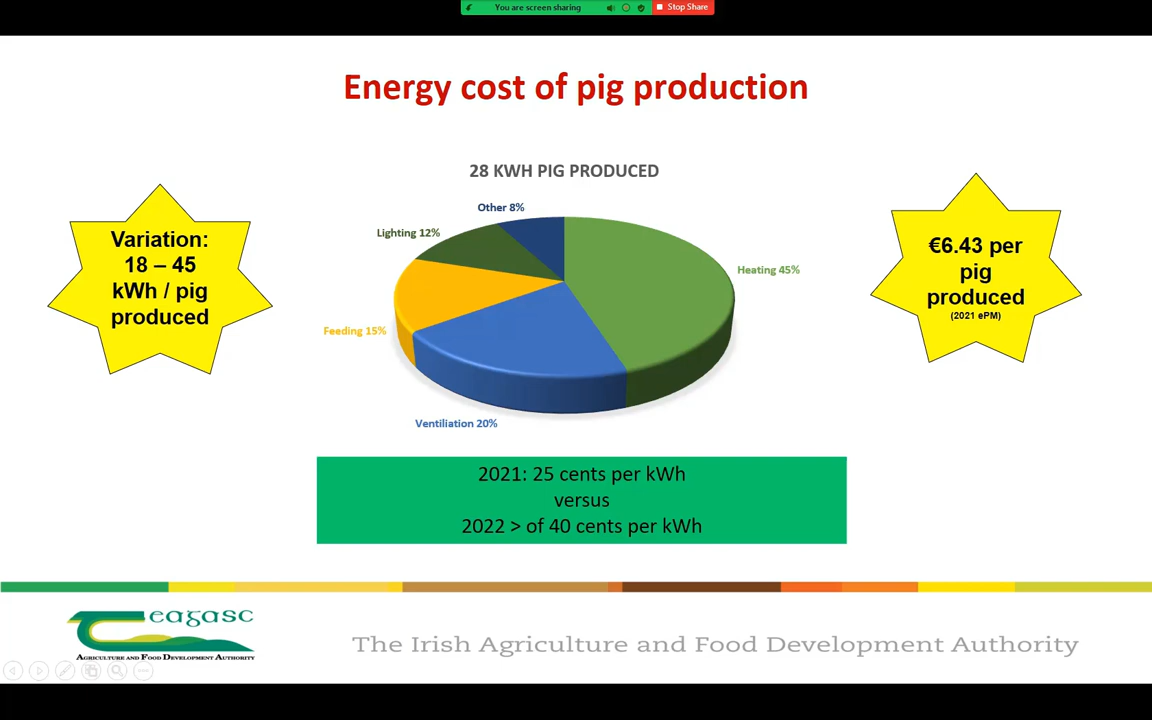 You are screen sharing
Stop Share
Energy cost of pig production
28 KWH PIG PRODUCED
Variation:
18 – 45
kWh / pig
produced
Other 8%
Lighting 12%
Heating 45%
Feeding 15%
Ventiliation 20%
€6.43 per
pig
produced
(2021 ePM)
2021: 25 cents per kWh
versus
2022 > of 40 cents per kWh
eagasc
AGRICULTURE AND FOOD DEVELOPMENT AUTHORITY
The Irish Agriculture and Food Development Authority